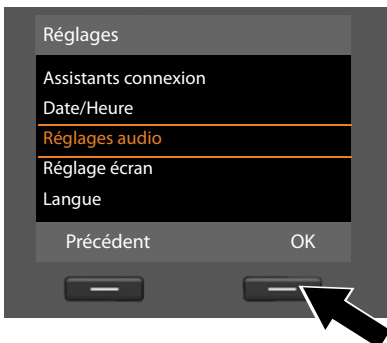 Réglages
Assistants connexion
Date/Heure
Réglages audio
Réglage écran
Langue
Précédent OK